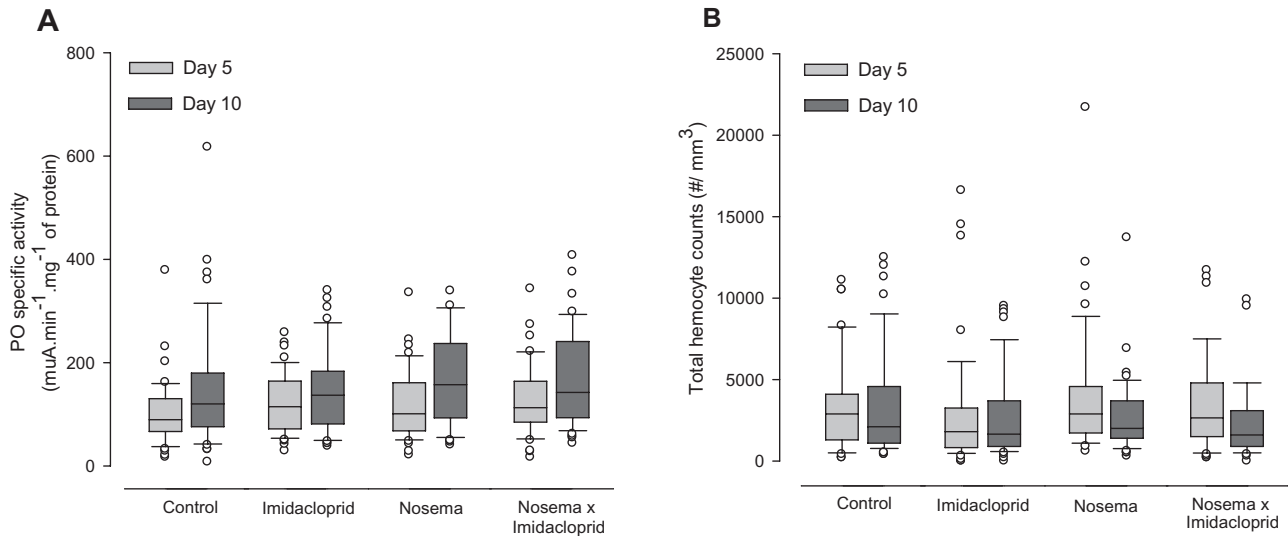 A
800
600
400
200
0
PO specific activity
(muA.min⁻¹.mg⁻¹ of protein)
Day 5
Day 10
Control
Imidacloprid
Nosema
Nosema x
Imidacloprid
B
25000
20000
15000
10000
5000
0
Total hemocyte counts (#/ mm³)
Day 5
Day 10
Control
Imidacloprid
Nosema
Nosema x
Imidacloprid